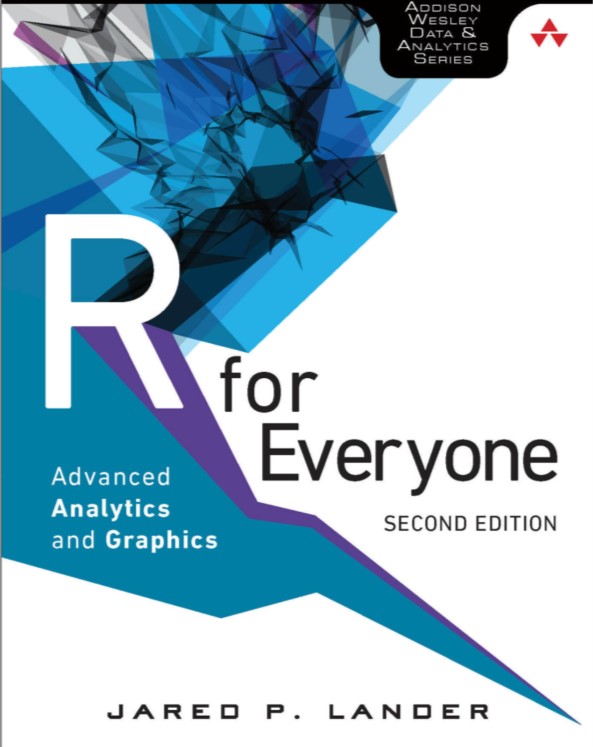 ADDISON
WESLEY
DATA &
ANALYTICS
SERIES
R for
Everyone
Advanced
Analytics
and Graphics
SECOND EDITION
JARED P. LANDER